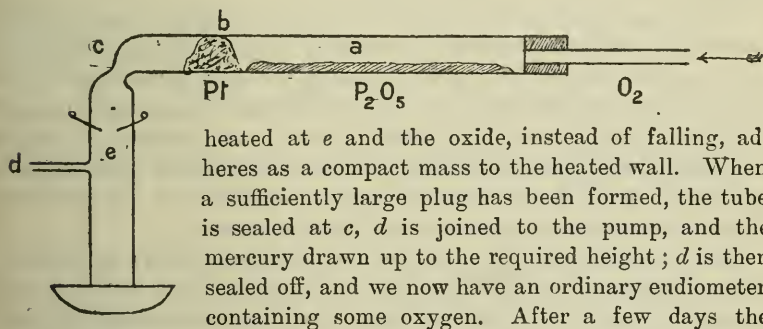 b
c
a
Pt
P₂O₅
O₂
d
e
heated at e and the oxide, instead of falling, ad
heres as a compact mass to the heated wall. When
a sufficiently large plug has been formed, the tube
is sealed at c, d is joined to the pump, and the
mercury drawn up to the required height; d is then
sealed off, and we now have an ordinary eudiometer
containing some oxygen. After a few days the